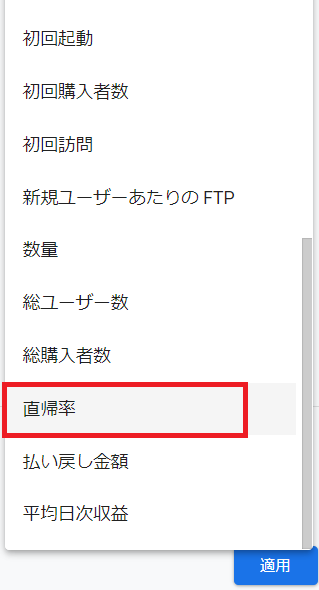 初回起動
初回購入者数
初回訪問
新規ユーザーあたりの FTP
数量
総ユーザー数
総購入者数
直帰率
払い戻し金額
平均日次収益
適用